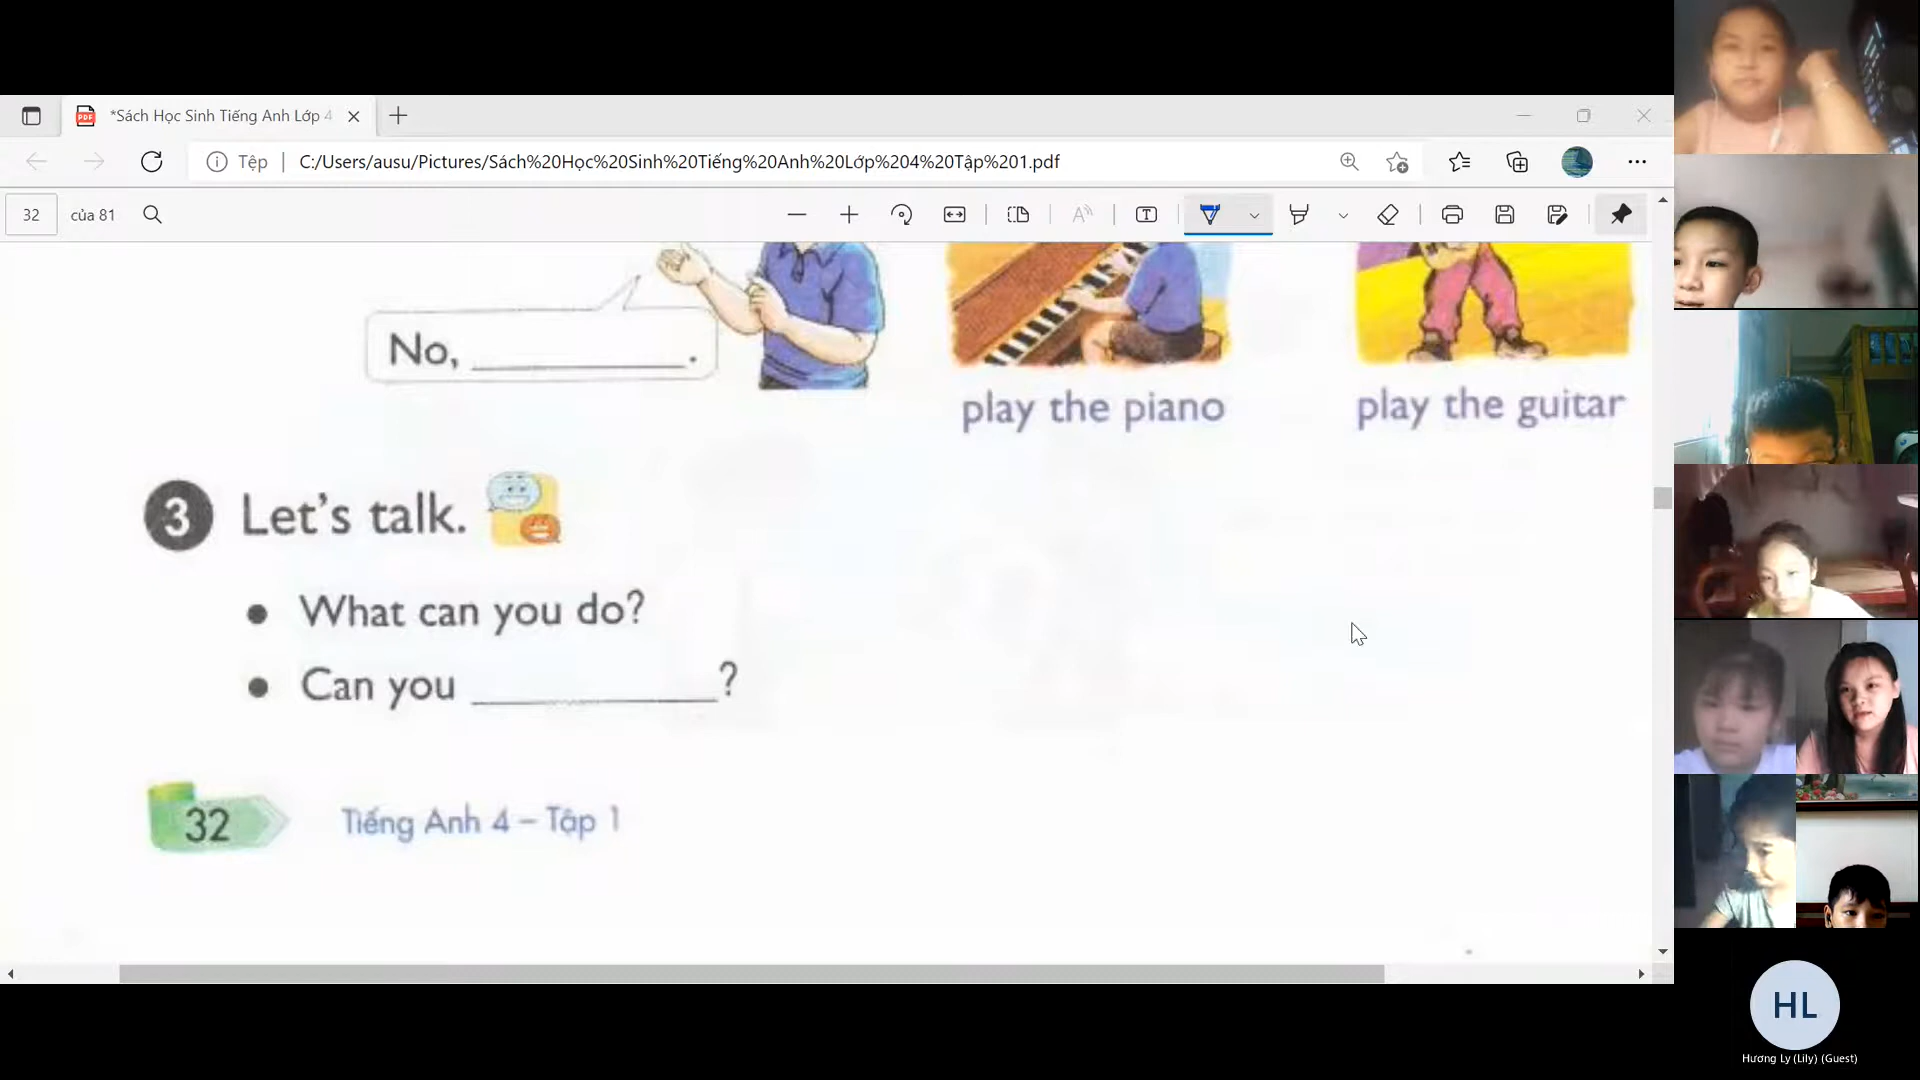 *Sách Học Sinh Tiếng Anh Lớp 4
Tệp
C:/Users/ausu/Pictures/Sách%20Học%20Sinh%20Tiếng%20Anh%20Lớp%204%20Tập%201.pdf
32 của 81
No, ____________.
play the piano
play the guitar
3 Let's talk.
• What can you do?
• Can you ____________?
32 Tiếng Anh 4 – Tập 1
HL
Hương Ly (Lily) (Guest)